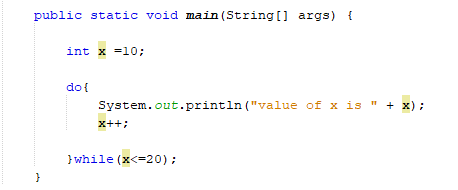 public static void main(String[] args) {
int x =10;
do{
System.out.println("value of x is " + x);
x++;
}while(x<=20);
}